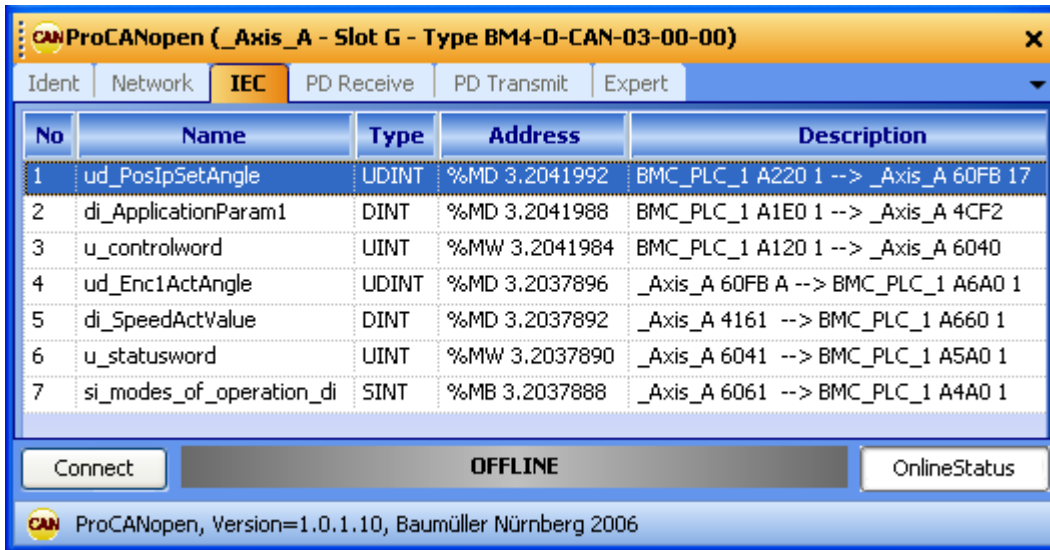 CAN ProCANopen (_Axis_A - Slot G - Type BM4-O-CAN-03-00-00)
Ident Network IEC PD Receive PD Transmit Expert
No Name Type Address Description
1 ud_PosIpSetAngle UDINT %MD 3.2041992 BMC_PLC_1 A220 1 --> _Axis_A 60FB 17
2 di_ApplicationParam1 DINT %MD 3.2041988 BMC_PLC_1 A1E0 1 --> _Axis_A 4CF2
3 u_controlword UINT %MW 3.2041984 BMC_PLC_1 A120 1 --> _Axis_A 6040
4 ud_Enc1ActAngle UDINT %MD 3.2037896 _Axis_A 60FB A --> BMC_PLC_1 A6A0 1
5 di_SpeedActValue DINT %MD 3.2037892 _Axis_A 4161 --> BMC_PLC_1 A660 1
6 u_statusword UINT %MW 3.2037890 _Axis_A 6041 --> BMC_PLC_1 A5A0 1
7 si_modes_of_operation_di SINT %MB 3.2037888 _Axis_A 6061 --> BMC_PLC_1 A4A0 1
Connect OFFLINE OnlineStatus
CAN ProCANopen, Version=1.0.1.10, Baumüller Nürnberg 2006